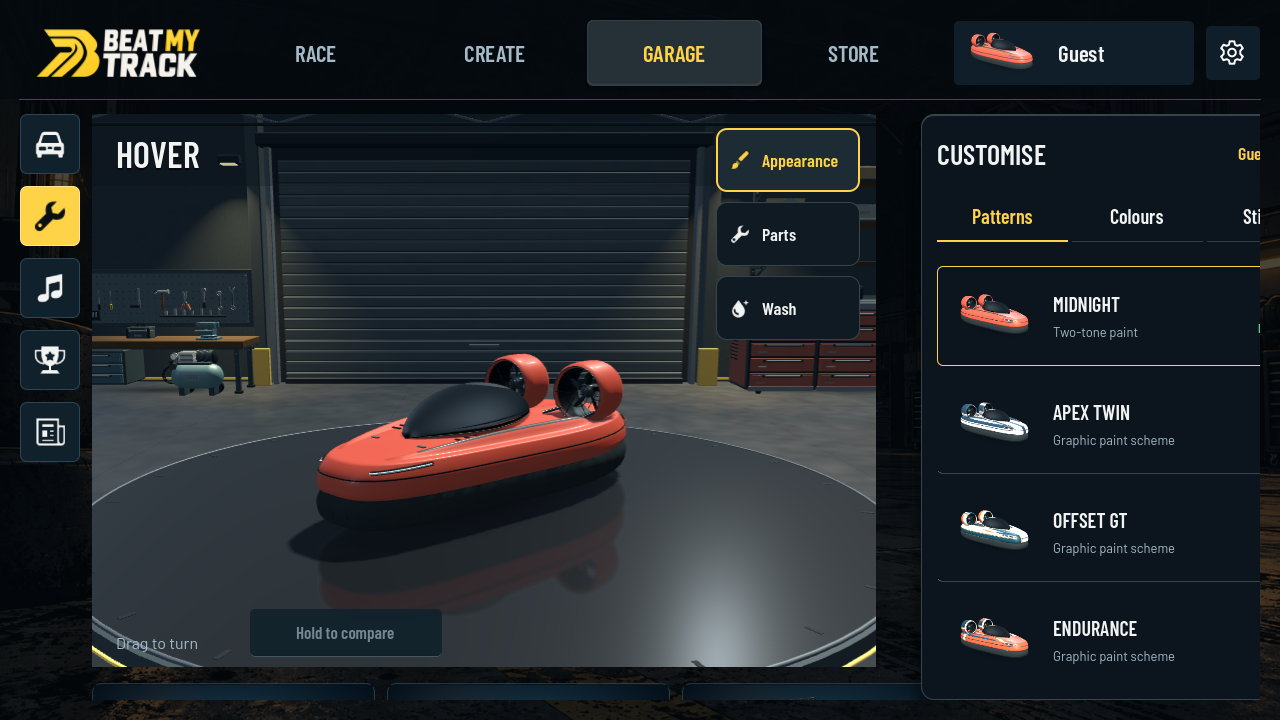 BEAT MY
TRACK
RACE
CREATE
GARAGE
STORE
Guest
HOVER
Appearance
Parts
Wash
Drag to turn
Hold to compare
CUSTOMISE
Gue
Patterns
Colours
Sti
MIDNIGHT
Two-tone paint
APEX TWIN
Graphic paint scheme
OFFSET GT
Graphic paint scheme
ENDURANCE
Graphic paint scheme